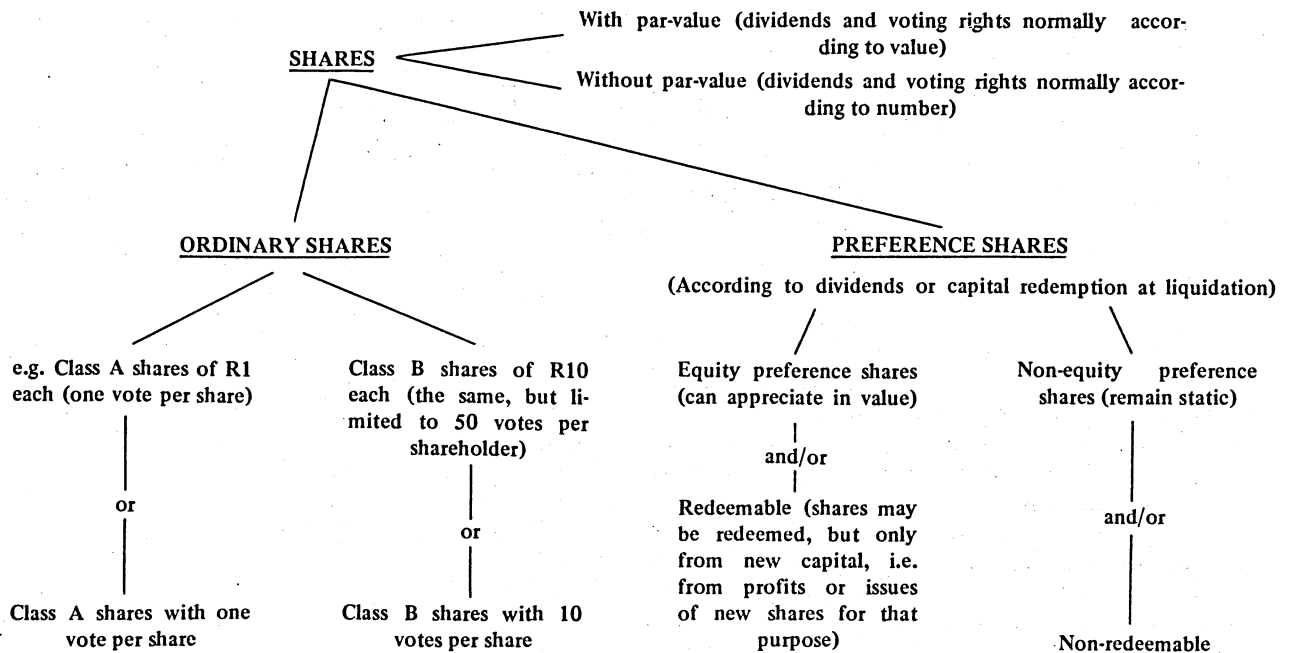 With par-value (dividends and voting rights normally accor-
ding to value)
SHARES
Without par-value (dividends and voting rights normally accor-
ding to number)
ORDINARY SHARES
PREFERENCE SHARES
(According to dividends or capital redemption at liquidation)
e.g. Class A shares of R1
each (one vote per share)
Class B shares of R10
each (the same, but li-
mited to 50 votes per
shareholder)
Equity preference shares
(can appreciate in value)
Non-equity preference
shares (remain static)
or
or
and/or
and/or
Class A shares with one
vote per share
Class B shares with 10
votes per share
Redeemable (shares may
be redeemed, but only
from new capital, i.e.
from profits or issues
of new shares for that
purpose)
Non-redeemable